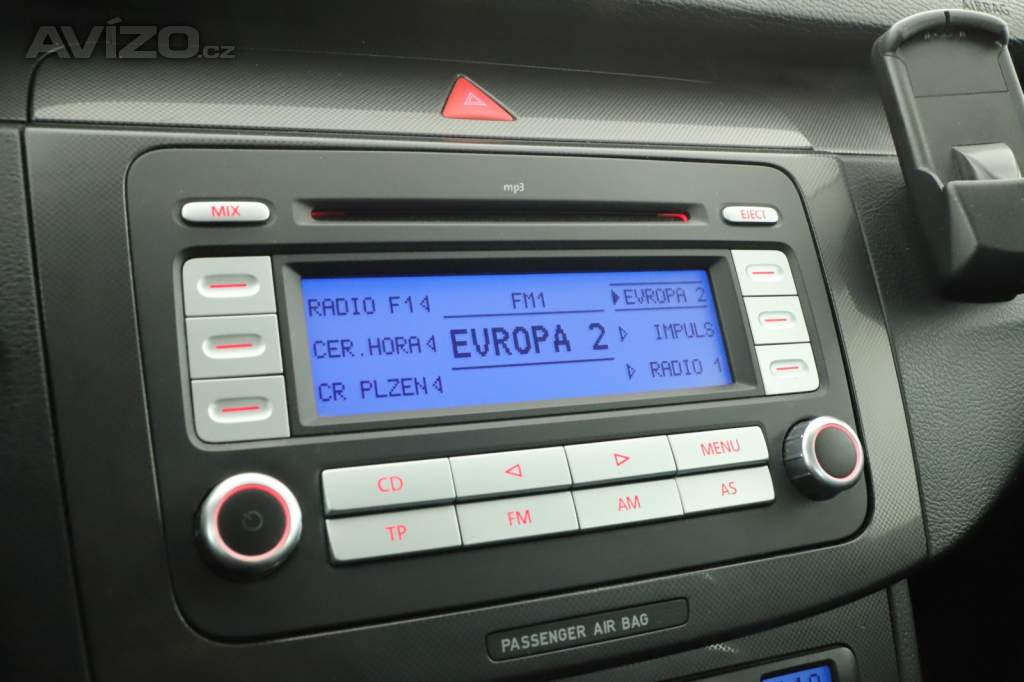 AVÍZO.cz
AIRBAG
mp3
MIX
EJECT
RADIO F1
FM1
EVROPA 2
CER.HORA
EVROPA 2
IMPULS
CR PLZEN
RADIO 1
CD
MENU
TP
FM
AM
AS
PASSENGER AIR BAG